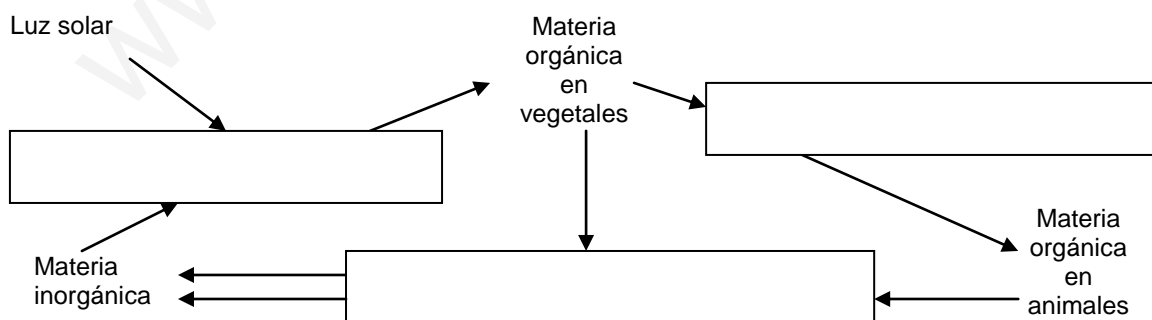 Luz solar
Materia
orgánica
en
vegetales
Materia
orgánica
en
animales
Materia
inorgánica